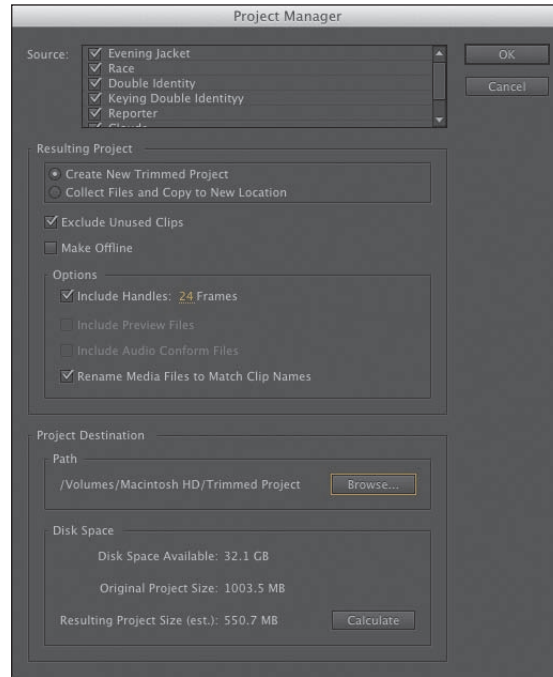 Project Manager
Source:
Evening Jacket
Race
Double Identity
Keying Double Identityy
Reporter
Clouds
OK
Cancel
Resulting Project
Create New Trimmed Project
Collect Files and Copy to New Location
Exclude Unused Clips
Make Offline
Options
Include Handles: 24 Frames
Include Preview Files
Include Audio Conform Files
Rename Media Files to Match Clip Names
Project Destination
Path
/Volumes/Macintosh HD/Trimmed Project
Browse...
Disk Space
Disk Space Available: 32.1 GB
Original Project Size: 1003.5 MB
Resulting Project Size (est.): 550.7 MB
Calculate